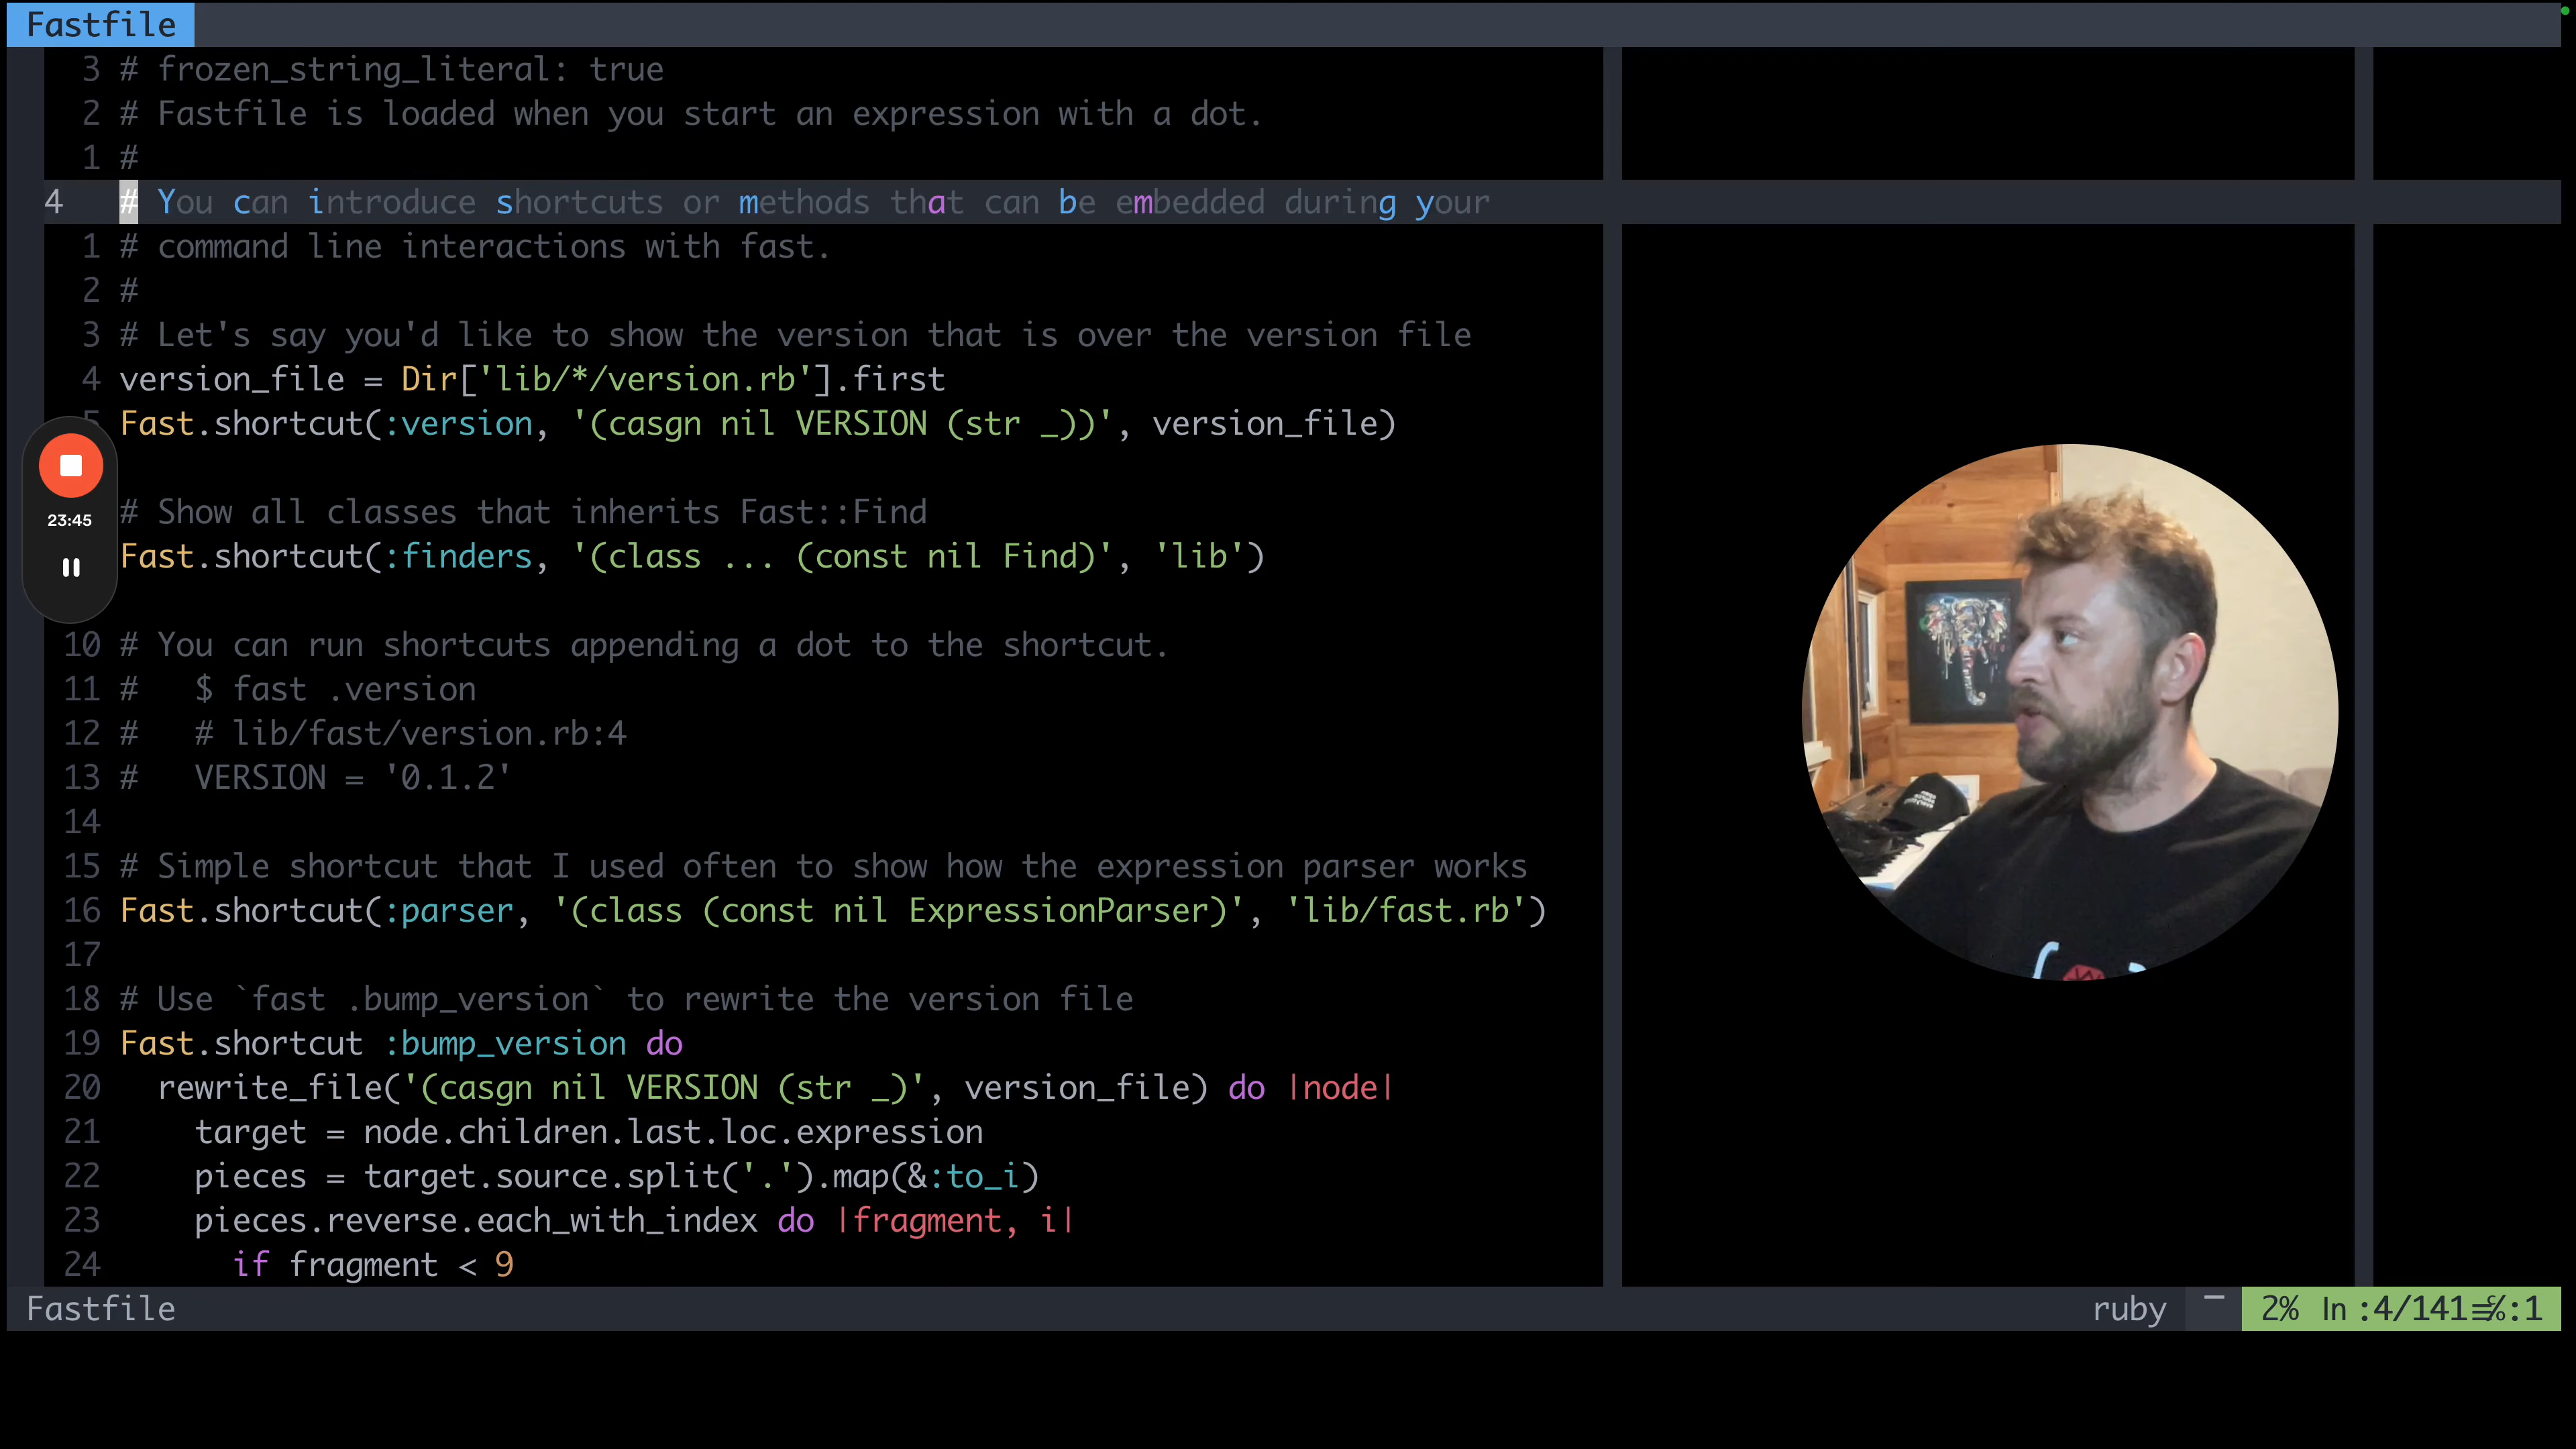 Fastfile
3 # frozen_string_literal: true
2 # Fastfile is loaded when you start an expression with a dot.
1 #
4 # You can introduce shortcuts or methods that can be embedded during your
1 # command line interactions with fast.
2 #
3 # Let's say you'd like to show the version that is over the version file
4 version_file = Dir['lib/*/version.rb'].first
5 Fast.shortcut(:version, '(casgn nil VERSION (str _))', version_file)
# Show all classes that inherits Fast::Find
Fast.shortcut(:finders, '(class ... (const nil Find)', 'lib')
23:45
10 # You can run shortcuts appending a dot to the shortcut.
11 #   $ fast .version
12 #   # lib/fast/version.rb:4
13 #   VERSION = '0.1.2'
14
15 # Simple shortcut that I used often to show how the expression parser works
16 Fast.shortcut(:parser, '(class (const nil ExpressionParser)', 'lib/fast.rb')
17
18 # Use `fast .bump_version` to rewrite the version file
19 Fast.shortcut :bump_version do
20   rewrite_file('(casgn nil VERSION (str _)', version_file) do |node|
21     target = node.children.last.loc.expression
22     pieces = target.source.split('.').map(&:to_i)
23     pieces.reverse.each_with_index do |fragment, i|
24       if fragment < 9
Fastfile ruby 2% ln :4/141≡℅:1